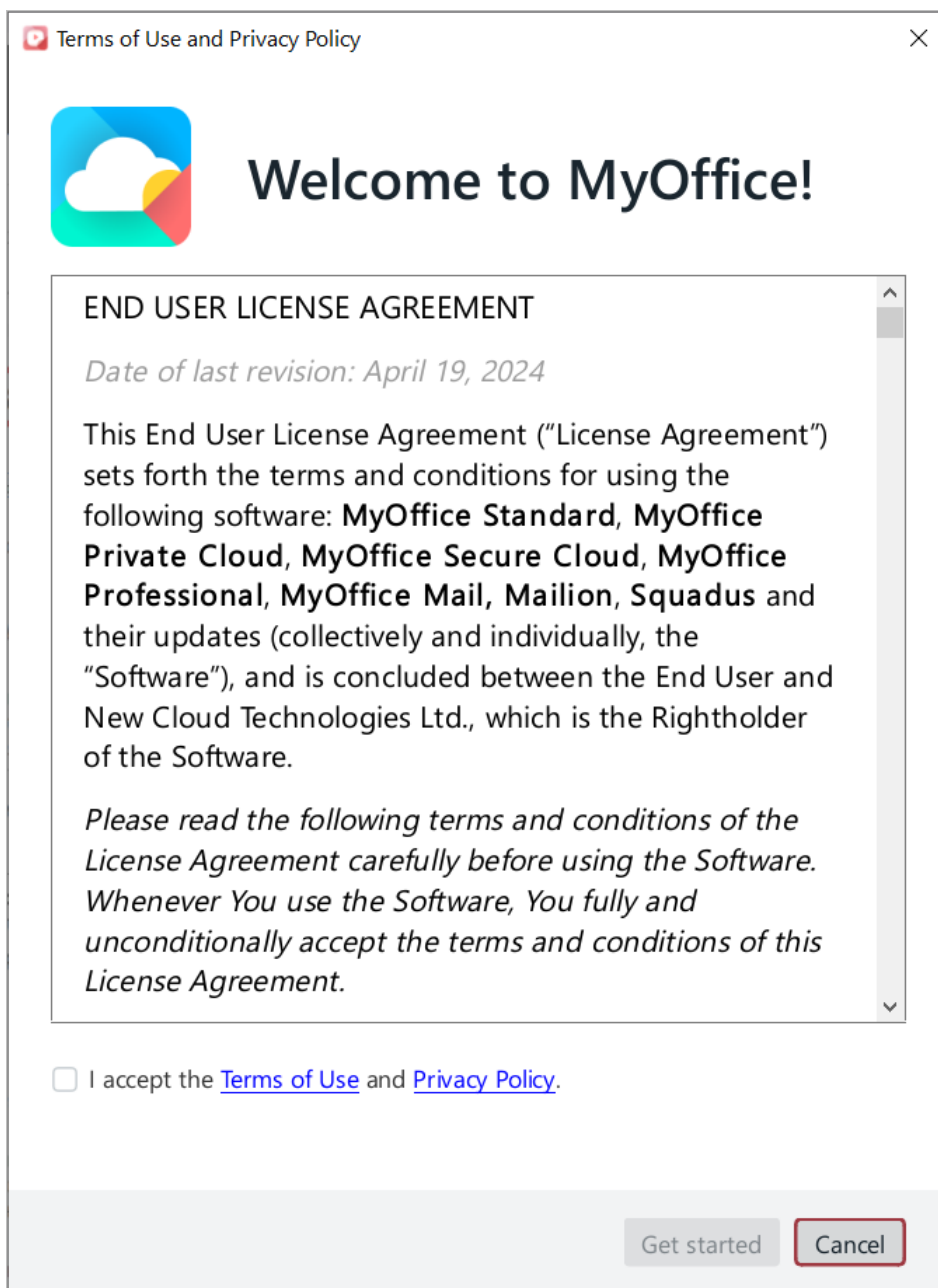 Terms of Use and Privacy Policy
Welcome to MyOffice!
END USER LICENSE AGREEMENT
Date of last revision: April 19, 2024
This End User License Agreement (“License Agreement”)
sets forth the terms and conditions for using the
following software: MyOffice Standard, MyOffice
Private Cloud, MyOffice Secure Cloud, MyOffice
Professional, MyOffice Mail, Mailion, Squadus and
their updates (collectively and individually, the
“Software”), and is concluded between the End User and
New Cloud Technologies Ltd., which is the Rightholder
of the Software.
Please read the following terms and conditions of the
License Agreement carefully before using the Software.
Whenever You use the Software, You fully and
unconditionally accept the terms and conditions of this
License Agreement.
I accept the Terms of Use and Privacy Policy.
Get started Cancel